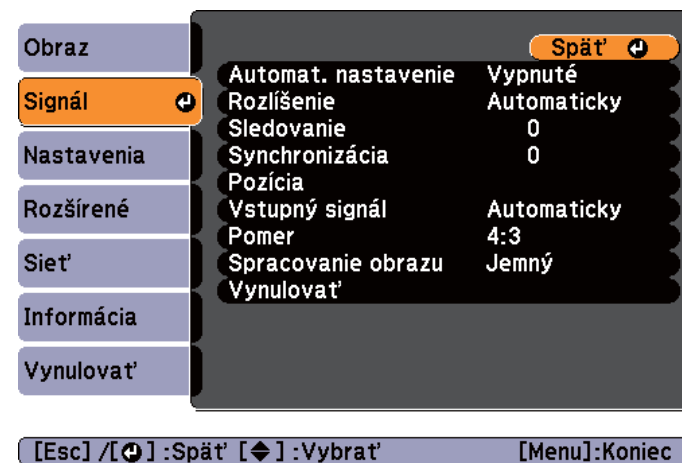 Obraz
Signál
Nastavenia
Rozšírené
Sieť
Informácia
Vynulovať
Späť
Automat. nastavenie Vypnuté
Rozlíšenie Automaticky
Sledovanie 0
Synchronizácia 0
Pozícia
Vstupný signál Automaticky
Pomer 4:3
Spracovanie obrazu Jemný
Vynulovať
[Esc] /[⏎] :Späť [◆] :Vybrať [Menu]:Koniec